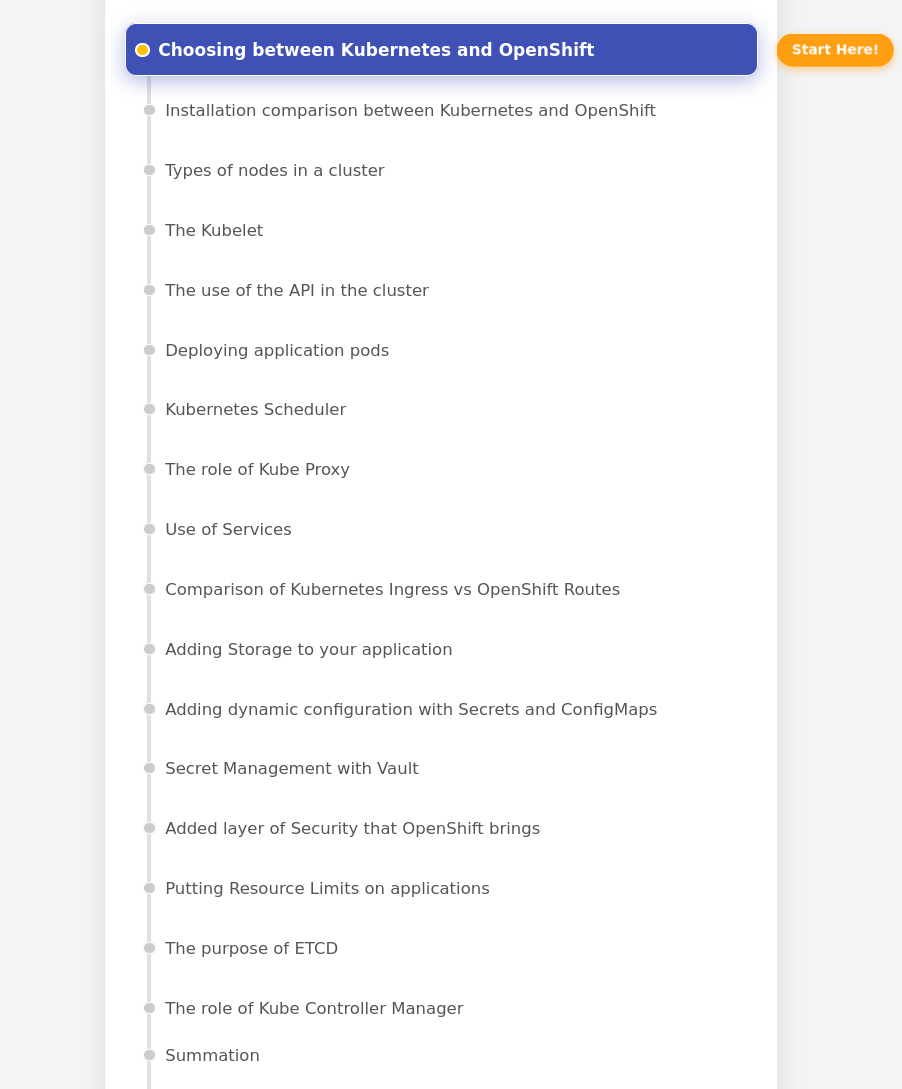 Choosing between Kubernetes and OpenShift
Start Here!
Installation comparison between Kubernetes and OpenShift
Types of nodes in a cluster
The Kubelet
The use of the API in the cluster
Deploying application pods
Kubernetes Scheduler
The role of Kube Proxy
Use of Services
Comparison of Kubernetes Ingress vs OpenShift Routes
Adding Storage to your application
Adding dynamic configuration with Secrets and ConfigMaps
Secret Management with Vault
Added layer of Security that OpenShift brings
Putting Resource Limits on applications
The purpose of ETCD
The role of Kube Controller Manager
Summation